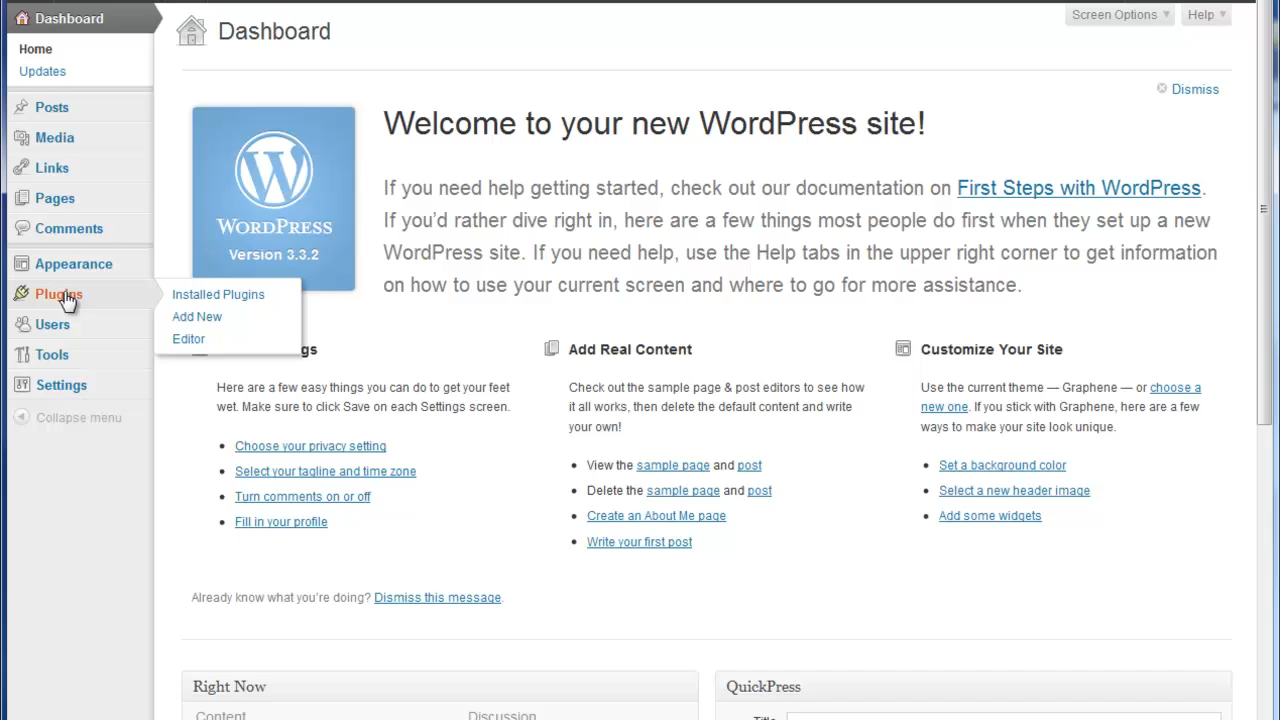 Dashboard
Home
Updates
Posts
Media
Links
Pages
Comments
Appearance
Plugins
Users
Tools
Settings
Collapse menu
Installed Plugins
Add New
Editor
Dashboard
Screen Options
Help
Dismiss
WORDPRESS
Version 3.3.2
Welcome to your new WordPress site!
If you need help getting started, check out our documentation on First Steps with WordPress.
If you'd rather dive right in, here are a few things most people do first when they set up a new
WordPress site. If you need help, use the Help tabs in the upper right corner to get information
on how to use your current screen and where to go for more assistance.
Here are a few easy things you can do to get your feet
wet. Make sure to click Save on each Settings screen.
Choose your privacy setting
Select your tagline and time zone
Turn comments on or off
Fill in your profile
Add Real Content
Check out the sample page & post editors to see how
it all works, then delete the default content and write
your own!
View the sample page and post
Delete the sample page and post
Create an About Me page
Write your first post
Customize Your Site
Use the current theme — Graphene — or choose a
new one. If you stick with Graphene, here are a few
ways to make your site look unique.
Set a background color
Select a new header image
Add some widgets
Already know what you're doing? Dismiss this message.
Right Now
Content
Discussion
QuickPress
Title